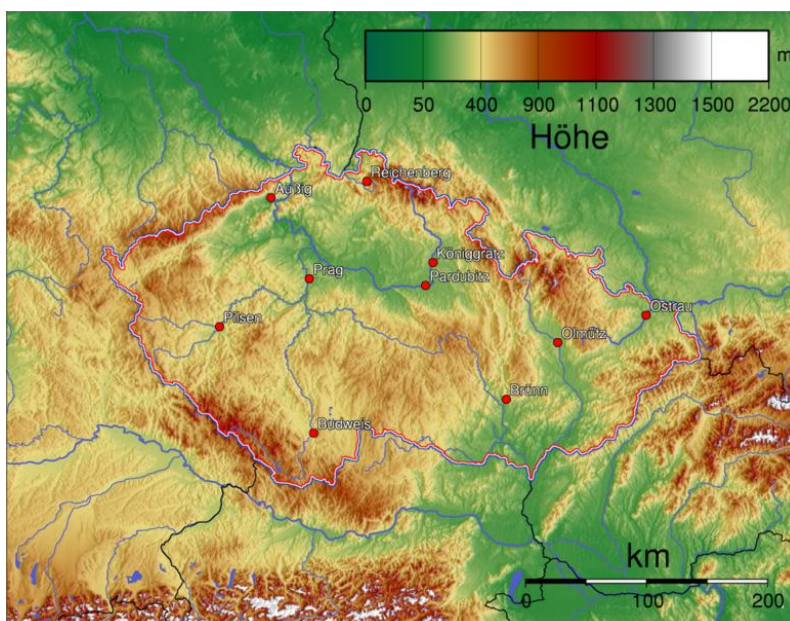 m
0 50 400 900 1100 1300 1500 2200
Höhe
Reichenberg
Außig
Königgratz
Prag
Pardubitz
Ostrau
Pilsen
Olmütz
Brünn
Budweis
km
0 100 200